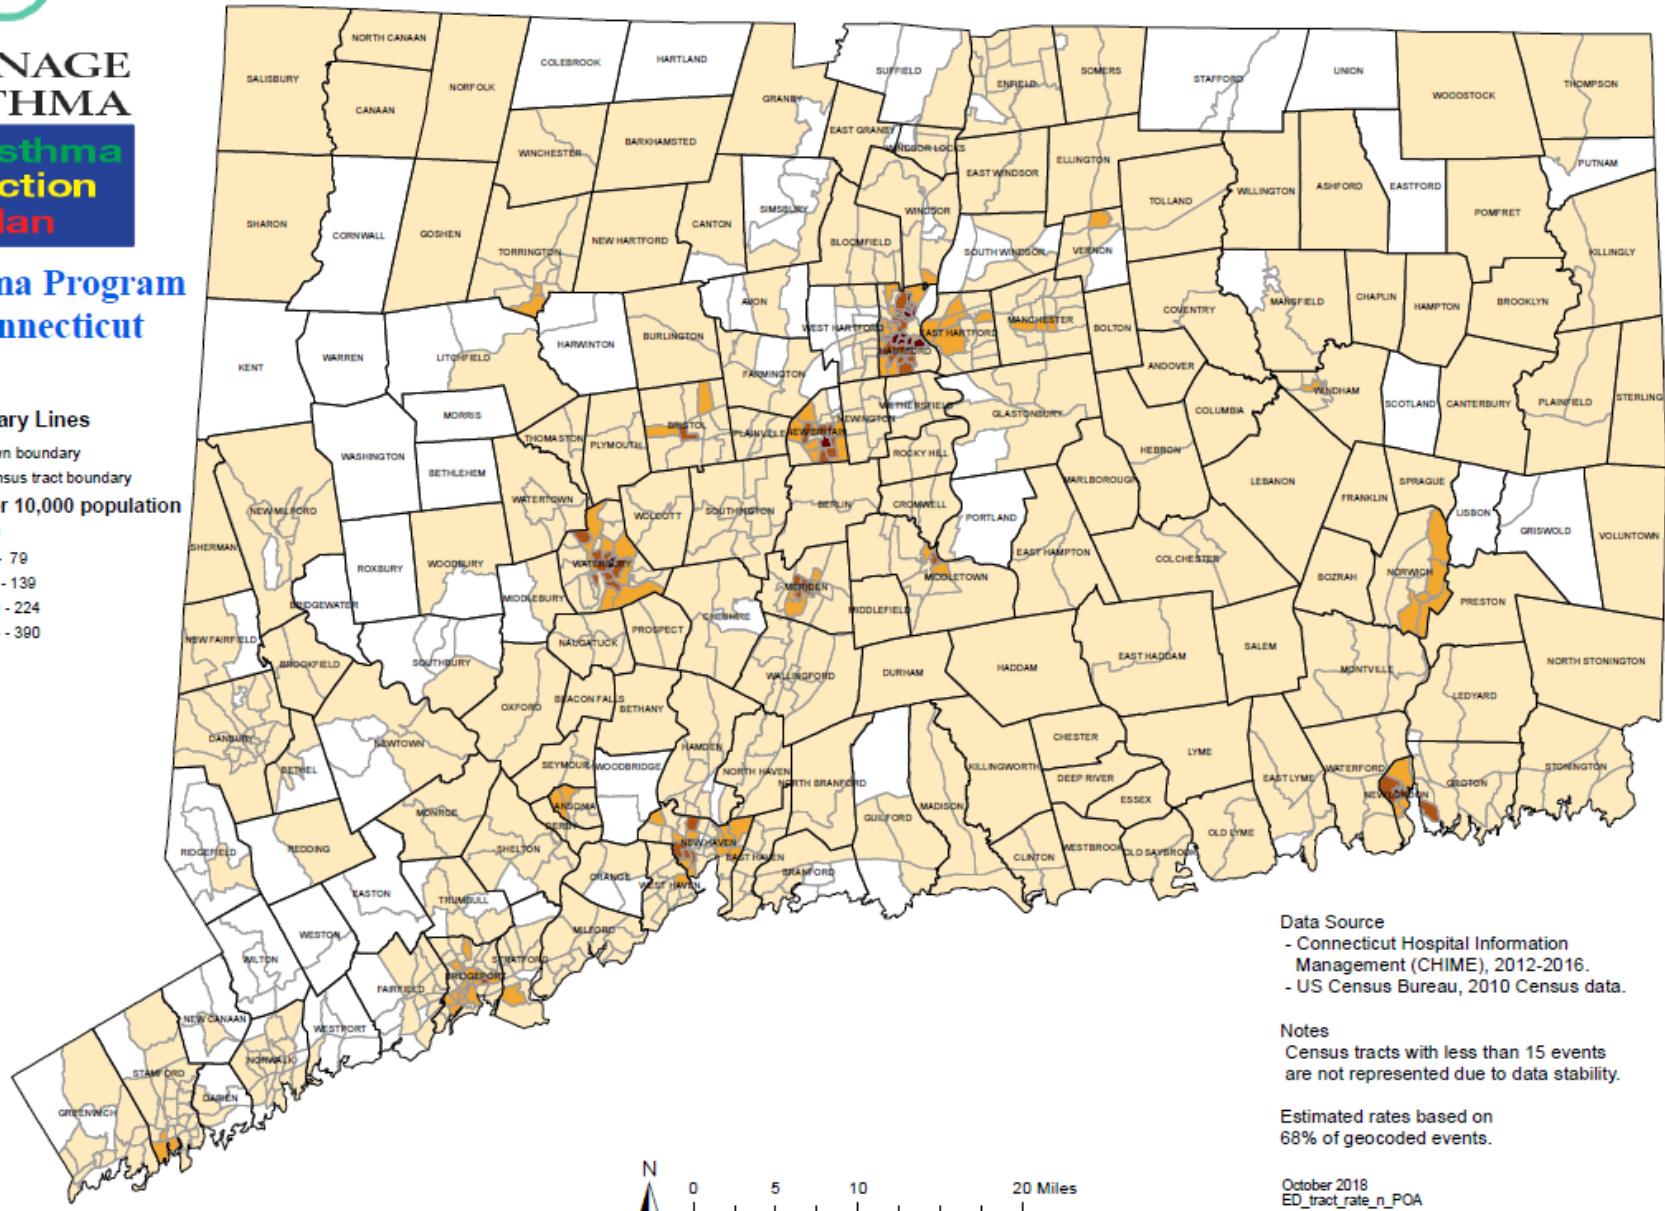 NAGE
THMA
sthma
ction
lan
na Program
nnecticut
ary Lines
wn boundary
nsus tract boundary
r 10,000 population
- 79
- 139
- 224
- 390
SALISBURY
NORTH CANAAN
CANAAN
NORFOLK
COLEBROOK
HARTLAND
GRANBY
SUFFIELD
ENFIELD
SOMERS
STAFFORD
UNION
WOODSTOCK
THOMPSON
WINCHESTER
BARKHAMSTED
EAST GRANBY
WINDSOR LOCKS
EAST WINDSOR
ELLINGTON
WILLINGTON
ASHFORD
EASTFORD
PUTNAM
SHARON
CORNWALL
GOSHEN
TORRINGTON
NEW HARTFORD
CANTON
SIMSBURY
BLOOMFIELD
WINDSOR
SOUTH WINDSOR
VERNON
TOLLAND
POMFRET
KILLINGLY
KENT
WARREN
LITCHFIELD
HARWINTON
BURLINGTON
AVON
WEST HARTFORD
HARTFORD
EAST HARTFORD
MANCHESTER
BOLTON
COVENTRY
MANSFIELD
CHAPLIN
HAMPTON
BROOKLYN
FARMINGTON
ANDOVER
MORRIS
WASHINGTON
BETHLEHEM
THOMASTON
PLYMOUTH
BRISTOL
PLAINVILLE
NEW BRITAIN
NEWINGTON
WETHERSFIELD
GLASTONBURY
ROCKY HILL
HEBRON
COLUMBIA
WINDHAM
SCOTLAND
CANTERBURY
PLAINFIELD
STERLING
NEW MILFORD
SHERMAN
ROXBURY
WOODBURY
WATERTOWN
WATERBURY
WOLCOTT
SOUTHINGTON
BERLIN
CROMWELL
PORTLAND
MARLBOROUGH
LEBANON
FRANKLIN
SPRAGUE
LISBON
GRISWOLD
VOLUNTOWN
BRIDGEWATER
MIDDLEBURY
MERIDEN
MIDDLETOWN
EAST HAMPTON
COLCHESTER
BOZRAH
NORWICH
PRESTON
NEW FAIRFIELD
BROOKFIELD
SOUTHBURY
NAUGATUCK
PROSPECT
CHESHIRE
MIDDLEFIELD
WALLINGFORD
DURHAM
HADDAM
EAST HADDAM
SALEM
MONTVILLE
NORTH STONINGTON
LEDYARD
DANBURY
BETHEL
NEWTOWN
OXFORD
BEACON FALLS
BETHANY
HAMDEN
NORTH HAVEN
NORTH BRANFORD
KILLINGWORTH
CHESTER
DEEP RIVER
ESSEX
LYME
EAST LYME
WATERFORD
NEW LONDON
GROTON
STONINGTON
SEYMOUR
WOODBRIDGE
ANSONIA
DERBY
MONROE
SHELTON
NEW HAVEN
EAST HAVEN
GUILFORD
MADISON
CLINTON
WESTBROOK
OLD SAYBROOK
OLD LYME
RIDGEFIELD
REDDING
EASTON
TRUMBULL
ORANGE
WEST HAVEN
BRANFORD
WESTON
WILTON
MILFORD
STRATFORD
BRIDGEPORT
FAIRFIELD
NEW CANAAN
WESTPORT
NORWALK
STAMFORD
DARIEN
GREENWICH
Data Source
- Connecticut Hospital Information
Management (CHIME), 2012-2016.
- US Census Bureau, 2010 Census data.
Notes
Census tracts with less than 15 events
are not represented due to data stability.
Estimated rates based on
68% of geocoded events.
October 2018
ED_tract_rate_n_POA
N
0 5 10 20 Miles